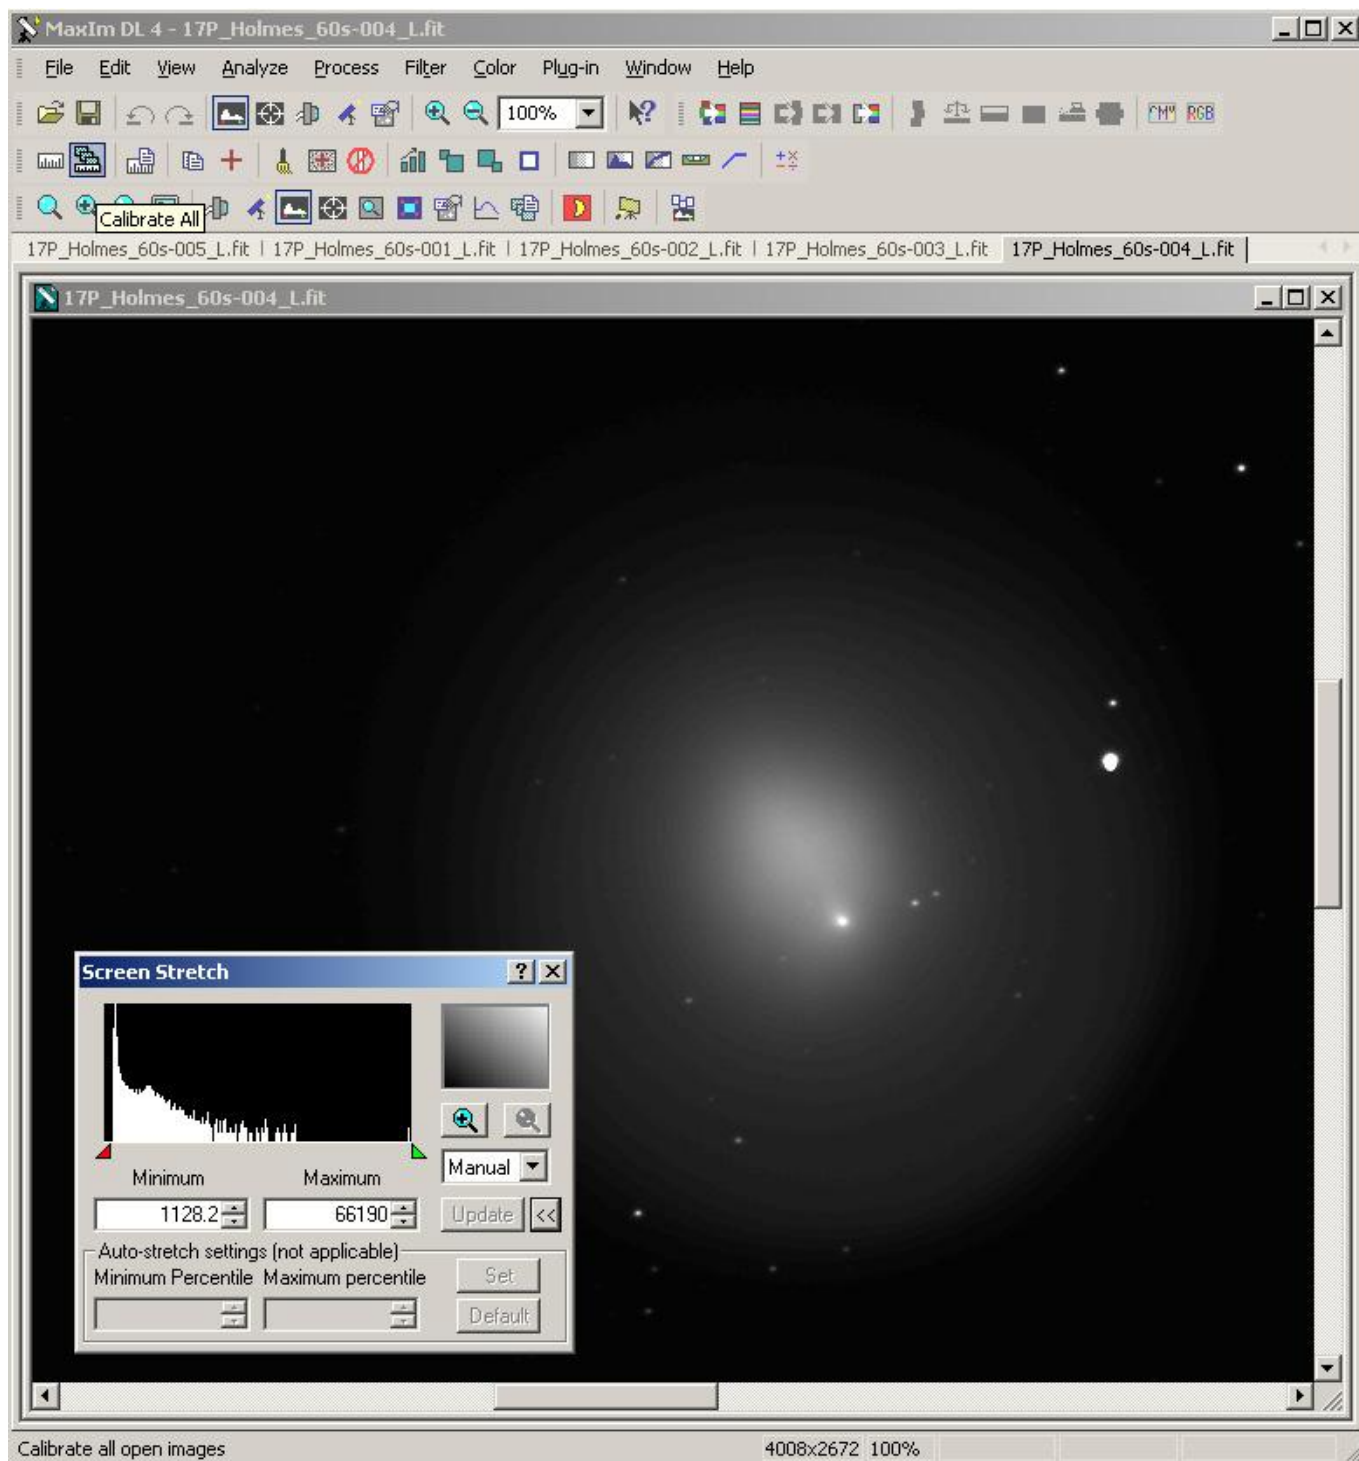 MaxIm DL 4 - 17P_Holmes_60s-004_L.fit
File Edit View Analyze Process Filter Color Plug-in Window Help
100%
CMY RGB
Calibrate All
17P_Holmes_60s-005_L.fit | 17P_Holmes_60s-001_L.fit | 17P_Holmes_60s-002_L.fit | 17P_Holmes_60s-003_L.fit 17P_Holmes_60s-004_L.fit
17P_Holmes_60s-004_L.fit
Screen Stretch
Manual
Minimum Maximum
1128.2 66190 Update <<
Auto-stretch settings (not applicable)
Minimum Percentile Maximum percentile Set
Default
Calibrate all open images 4008x2672 100%